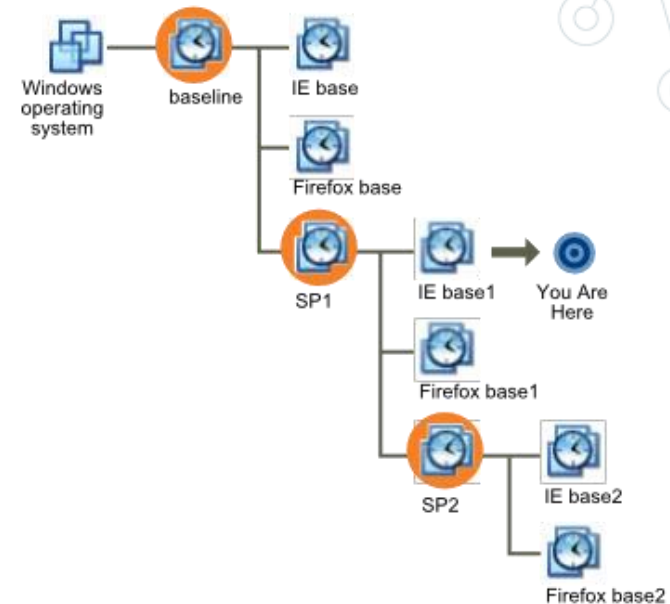 Windows
operating
system
baseline
IE base
Firefox base
SP1
IE base1
You Are
Here
Firefox base1
SP2
IE base2
Firefox base2